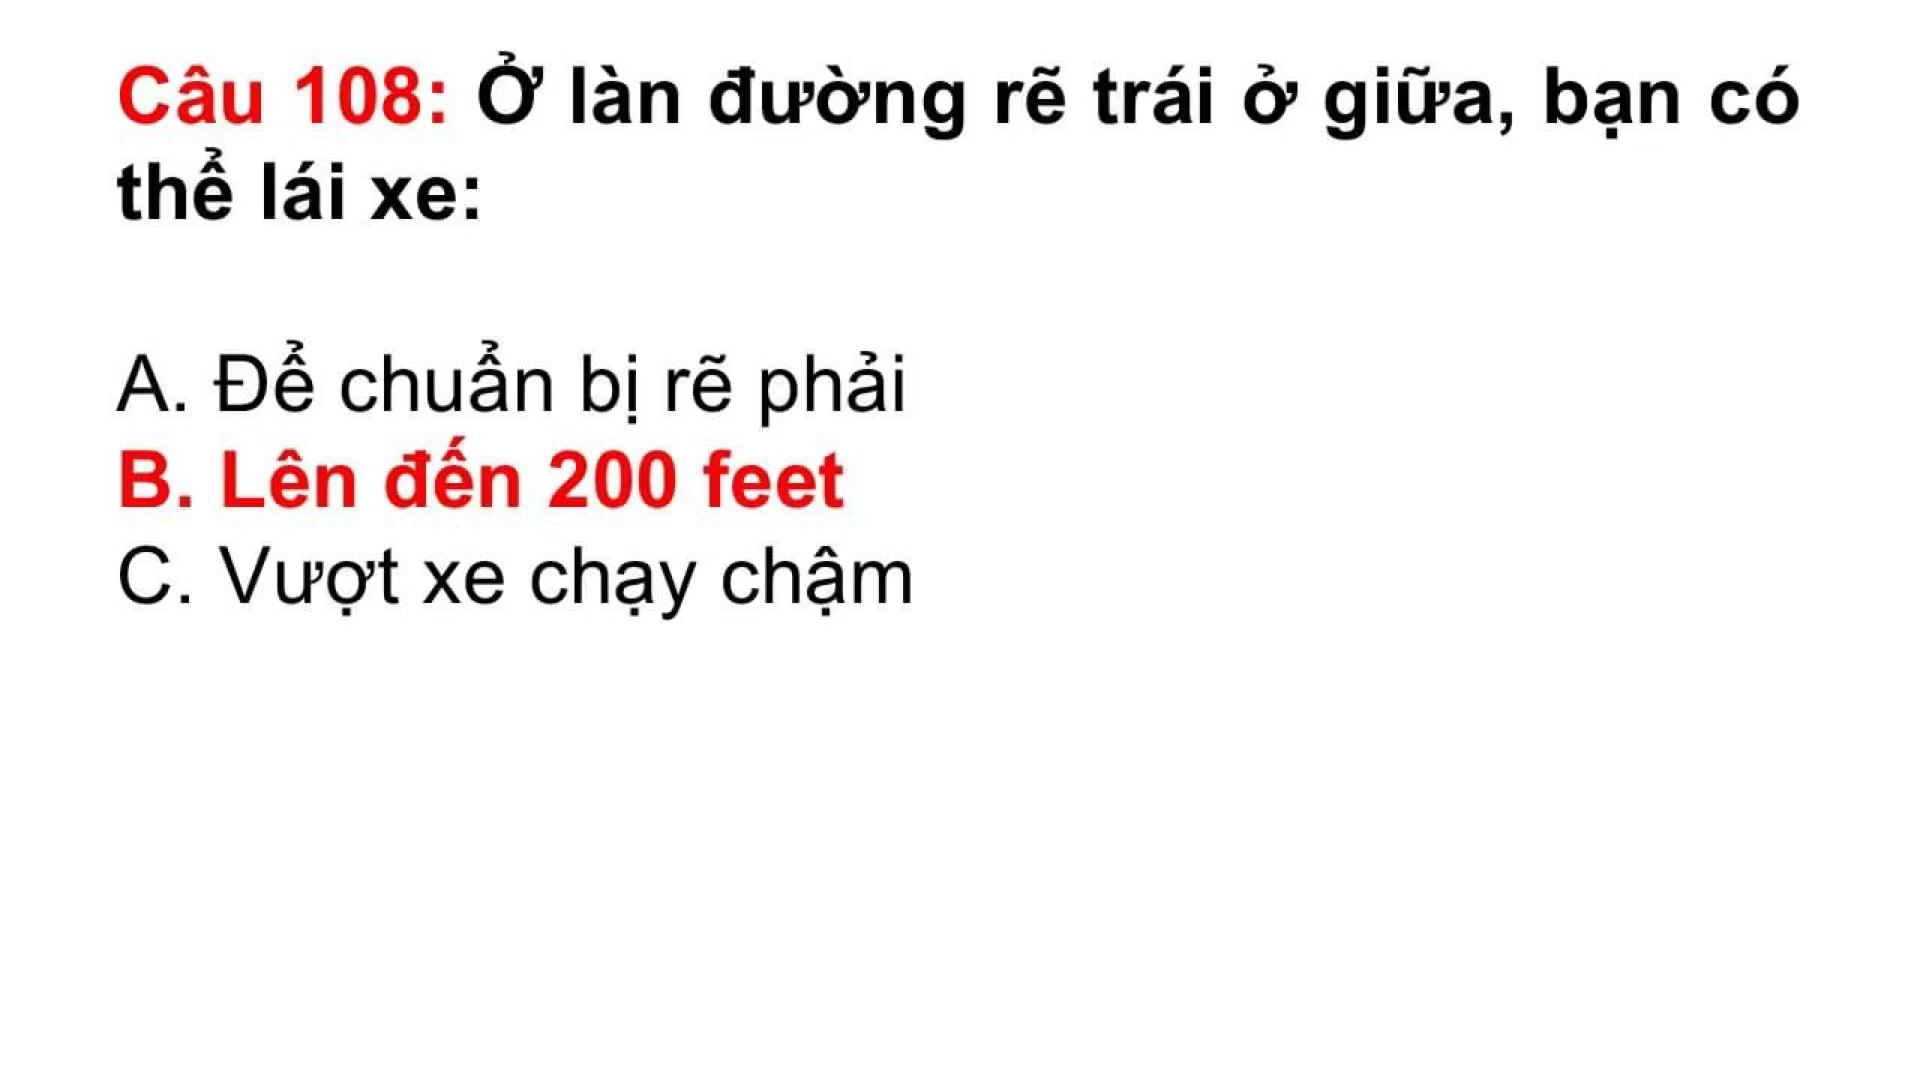 Câu 108: Ở làn đường rẽ trái ở giữa, bạn có
thể lái xe:
A. Để chuẩn bị rẽ phải
B. Lên đến 200 feet
C. Vượt xe chạy chậm